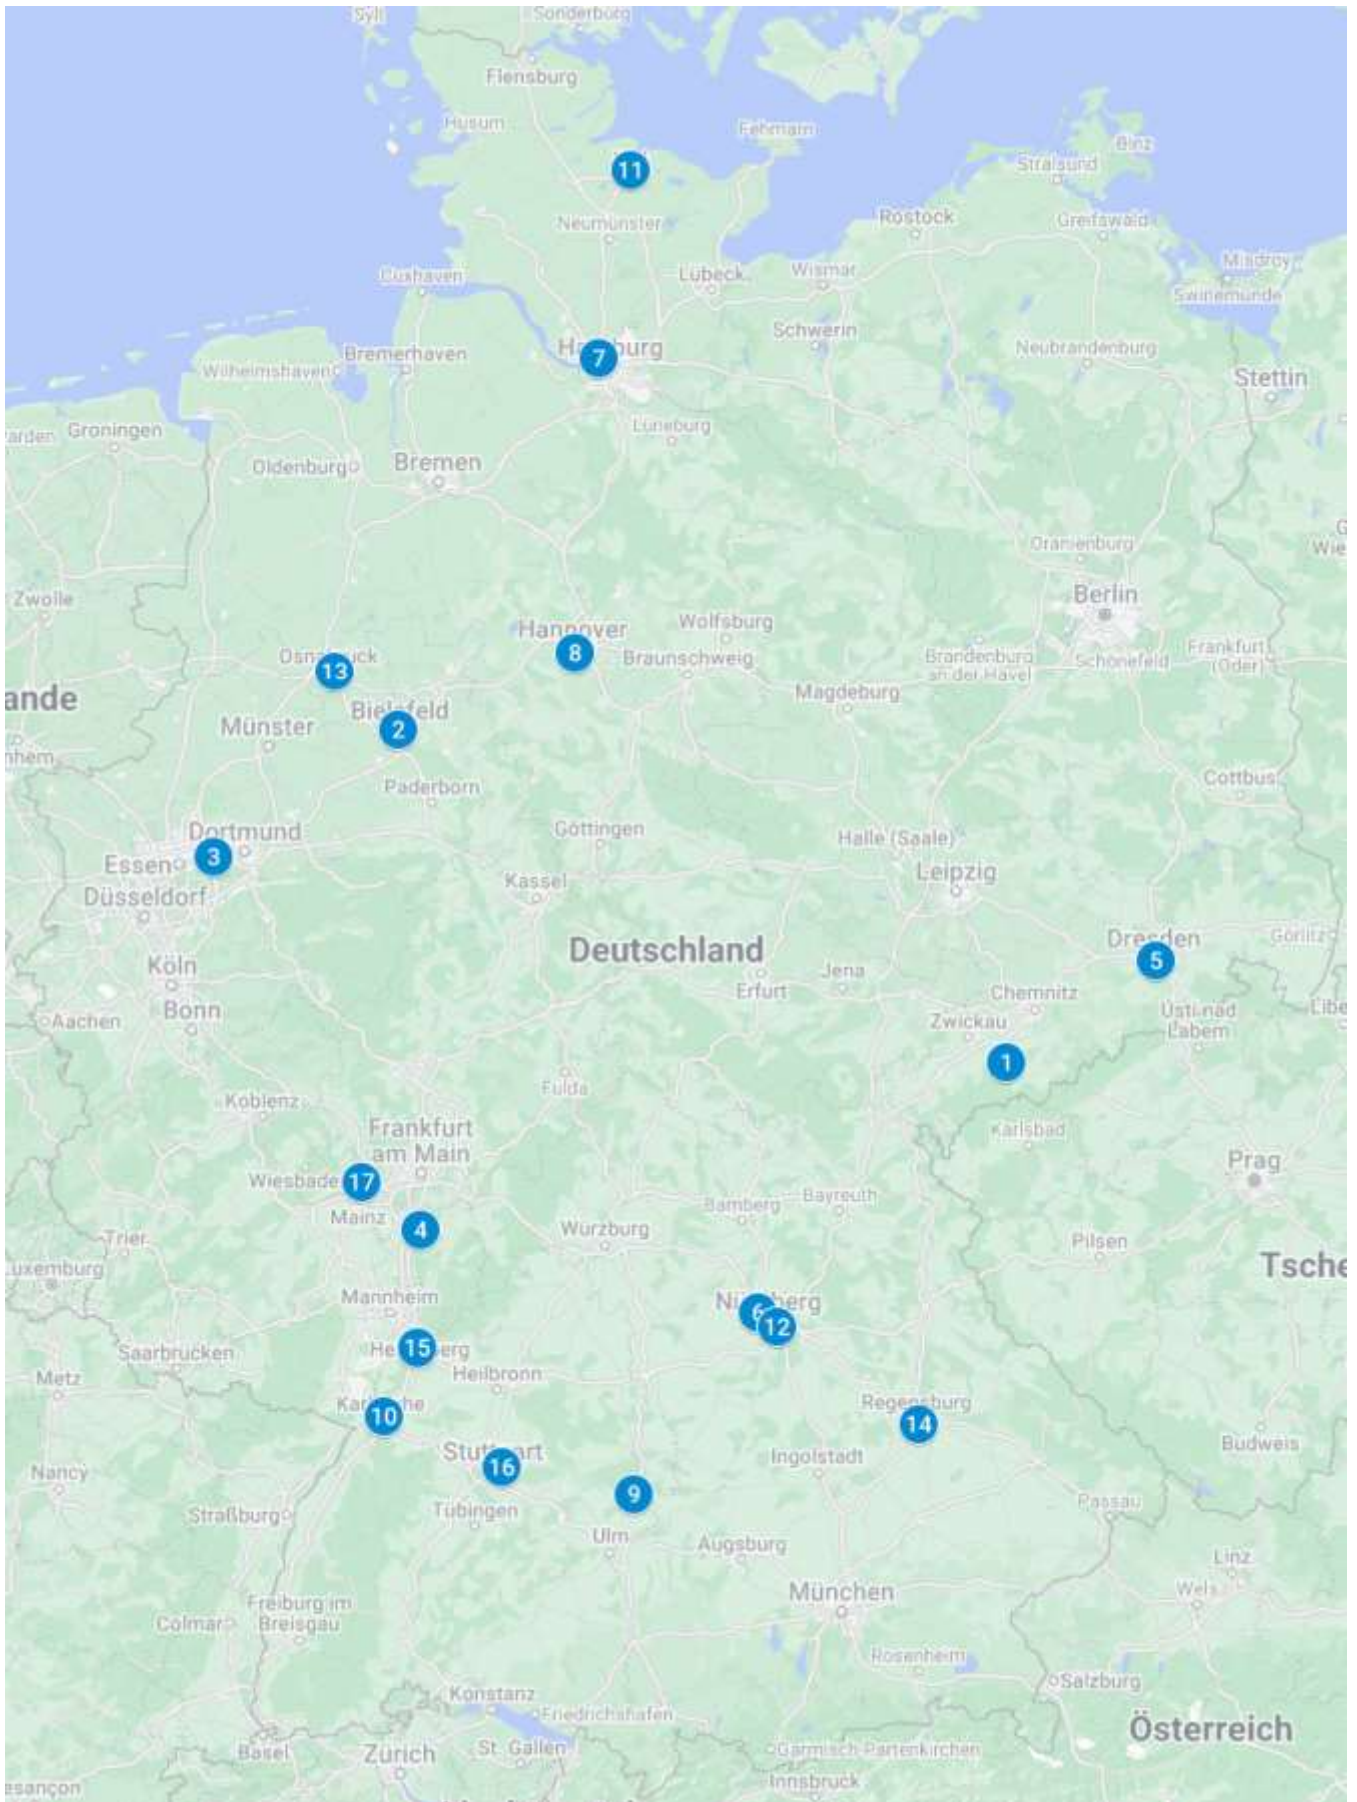 Sylt
Sonderburg
Flensburg
Husum
Fehmarn
Binz
11
Stralsund
Neumünster
Rostock
Greifswald
Cuxhaven
Lübeck
Wismar
Misdroy
Swinemünde
Schwerin
7
Bremerhaven
Wilhelmshaven
Neubrandenburg
Stettin
Groningen
Lüneburg
Oldenburg
Bremen
Oranienburg
Zwolle
Berlin
Hannover
Wolfsburg
8
Braunschweig
Brandenburg
an der Havel
Schönefeld
Frankfurt
(Oder)
13
ande
Magdeburg
Münster
2
Cottbus
Paderborn
Dortmund
Göttingen
Halle (Saale)
3
Essen
Leipzig
Düsseldorf
Kassel
Deutschland
Dresden
Görlitz
5
Köln
Jena
Erfurt
Chemnitz
Bonn
Aachen
Zwickau
Ústí nad
Labem
1
Fulda
Koblenz
Frankfurt
am Main
Karlsbad
Prag
17
Bamberg
Bayreuth
Mainz
4
Würzburg
Trier
Pilsen
Luxemburg
Tsche
Mannheim
6
12
Saarbrücken
15
Heilbronn
Metz
10
Regensburg
14
Stuttgart
16
Ingolstadt
Budweis
Nancy
9
Straßburg
Tübingen
Passau
Ulm
Augsburg
Linz
München
Wels
Freiburg im
Breisgau
Colmar
Rosenheim
Salzburg
Konstanz
Friedrichshafen
Österreich
Basel
Zürich
St. Gallen
Garmisch-Partenkirchen
Innsbruck